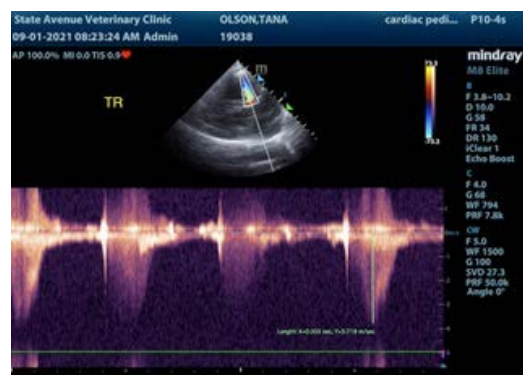 State Avenue Veterinary Clinic
OLSON,TANA
cardiac pedi...
P10-4s
09-01-2021 08:23:24 AM Admin
19038
AP 100.0% MI 0.0 TIS 0.9
mindray
M8 Elite
TR
B
F 3.8-10.2
D 10.0
G 58
FR 34
DR 130
iClear 1
Echo Boost
C
F 4.0
G 68
WF 794
PRF 7.8k
CW
F 5.0
WF 1500
G 100
SVD 27.3
PRF 50.0k
Angle 0°